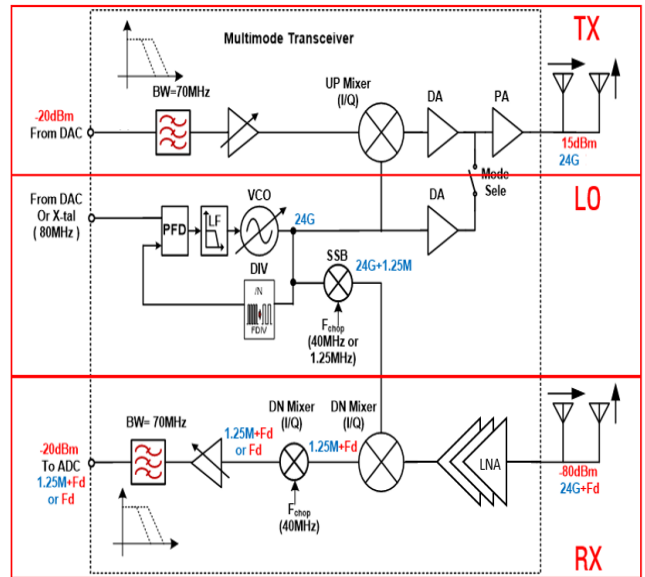 Multimode Transceiver
TX
BW=70MHz
UP Mixer
(I/Q)
DA
PA
-20dBm
From DAC
15dBm
24G
Mode
Sele
LO
From DAC
Or X-tal
( 80MHz )
PFD
LF
VCO
24G
DA
DIV
/N
FDIV
SSB
24G+1.25M
Fchop
(40MHz or
1.25MHz)
BW= 70MHz
DN Mixer
(I/Q)
DN Mixer
(I/Q)
1.25M+Fd
or Fd
1.25M+Fd
LNA
-20dBm
To ADC
1.25M+Fd
or Fd
Fchop
(40MHz)
-80dBm
24G+Fd
RX